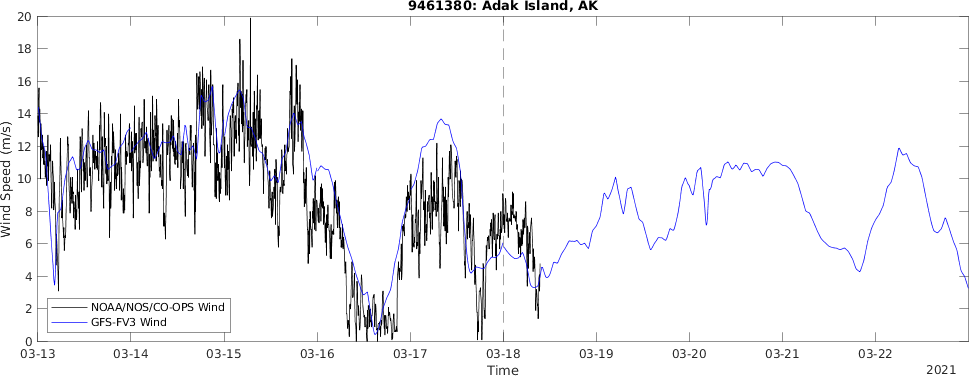 9461380: Adak Island, AK
Wind Speed (m/s)
20
18
16
14
12
10
8
6
4
2
0
NOAA/NOS/CO-OPS Wind
GFS-FV3 Wind
03-13 03-14 03-15 03-16 03-17 03-18 03-19 03-20 03-21 03-22
Time
2021